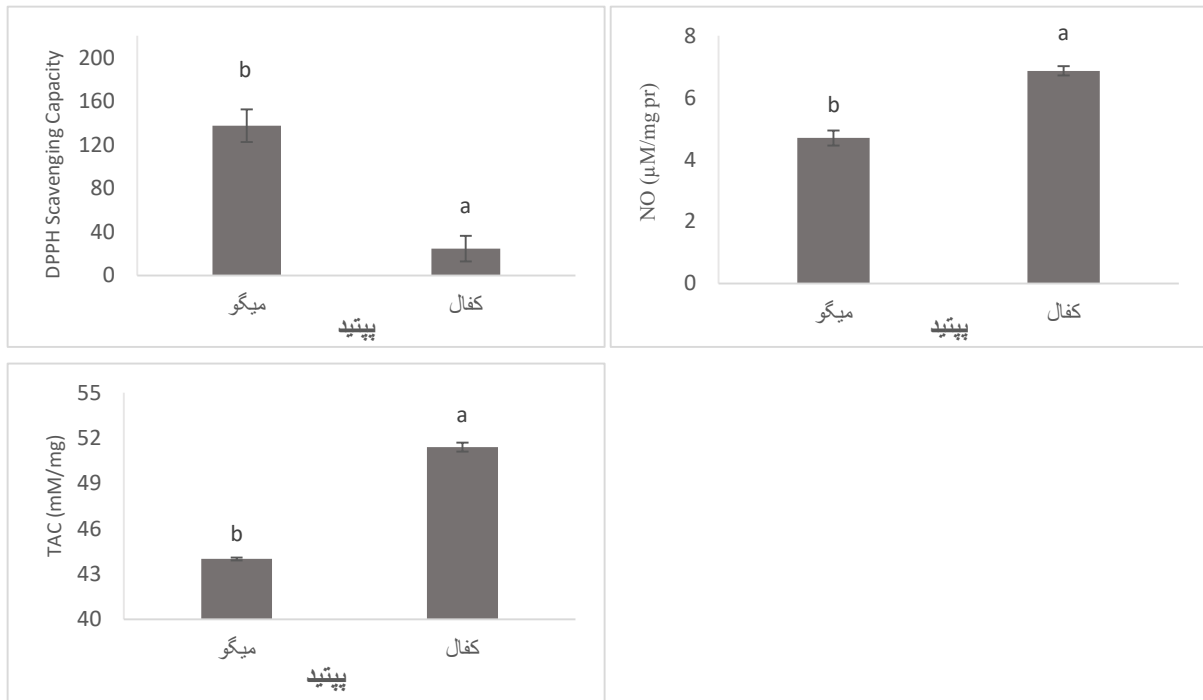 DPPH Scavenging Capacity
200
160
120
80
40
0
b
a
میگو
کفال
پپتید
NO (µM/mg pr)
8
6
4
2
0
b
a
میگو
کفال
پپتید
TAC (mM/mg)
55
52
49
46
43
40
b
a
میگو
کفال
پپتید